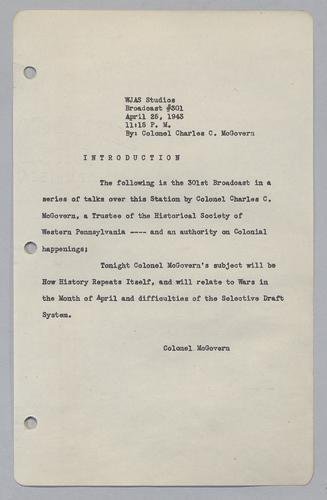 WJAS Studios
Broadcast #301
April 25, 1943
11:15 P. M.
By: Colonel Charles C. McGovern
I N T R O D U C T I O N
The following is the 301st Broadcast in a
series of talks over this Station by Colonel Charles C.
McGovern, a Trustee of the Historical Society of
Western Pennsylvania ---- and an authority on Colonial
happenings;
Tonight Colonel McGovern's subject will be
How History Repeats Itself, and will relate to Wars in
the Month of April and difficulties of the Selective Draft
System.
Colonel McGovern